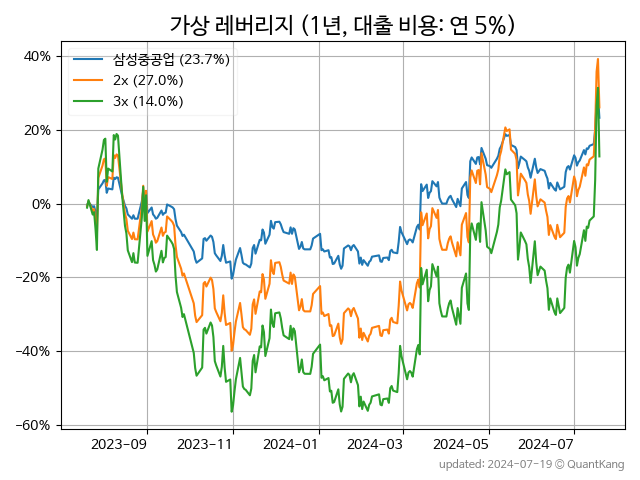 가상 레버리지 (1년, 대출 비용: 연 5%)
삼성중공업 (23.7%)
2x (27.0%)
3x (14.0%)
40%
20%
0%
−20%
−40%
−60%
2023-09 2023-11 2024-01 2024-03 2024-05 2024-07
updated: 2024-07-19 © QuantKang